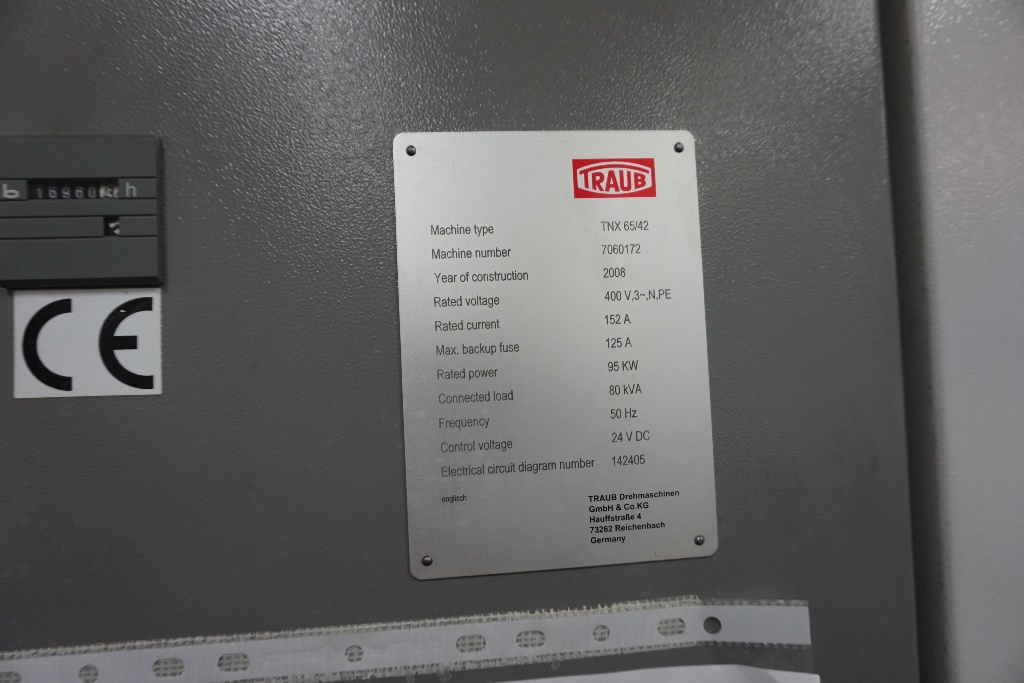 TRAUB
Machine type TNX 65/42
Machine number 7060172
Year of construction 2008
Rated voltage 400 V,3~,N,PE
Rated current 152 A
Max. backup fuse 125 A
Rated power 95 KW
Connected load 80 kVA
Frequency 50 Hz
Control voltage 24 V DC
Electrical circuit diagram number 142405
englisch
TRAUB Drehmaschinen
GmbH & Co.KG
Hauffstraße 4
73262 Reichenbach
Germany
h
CE